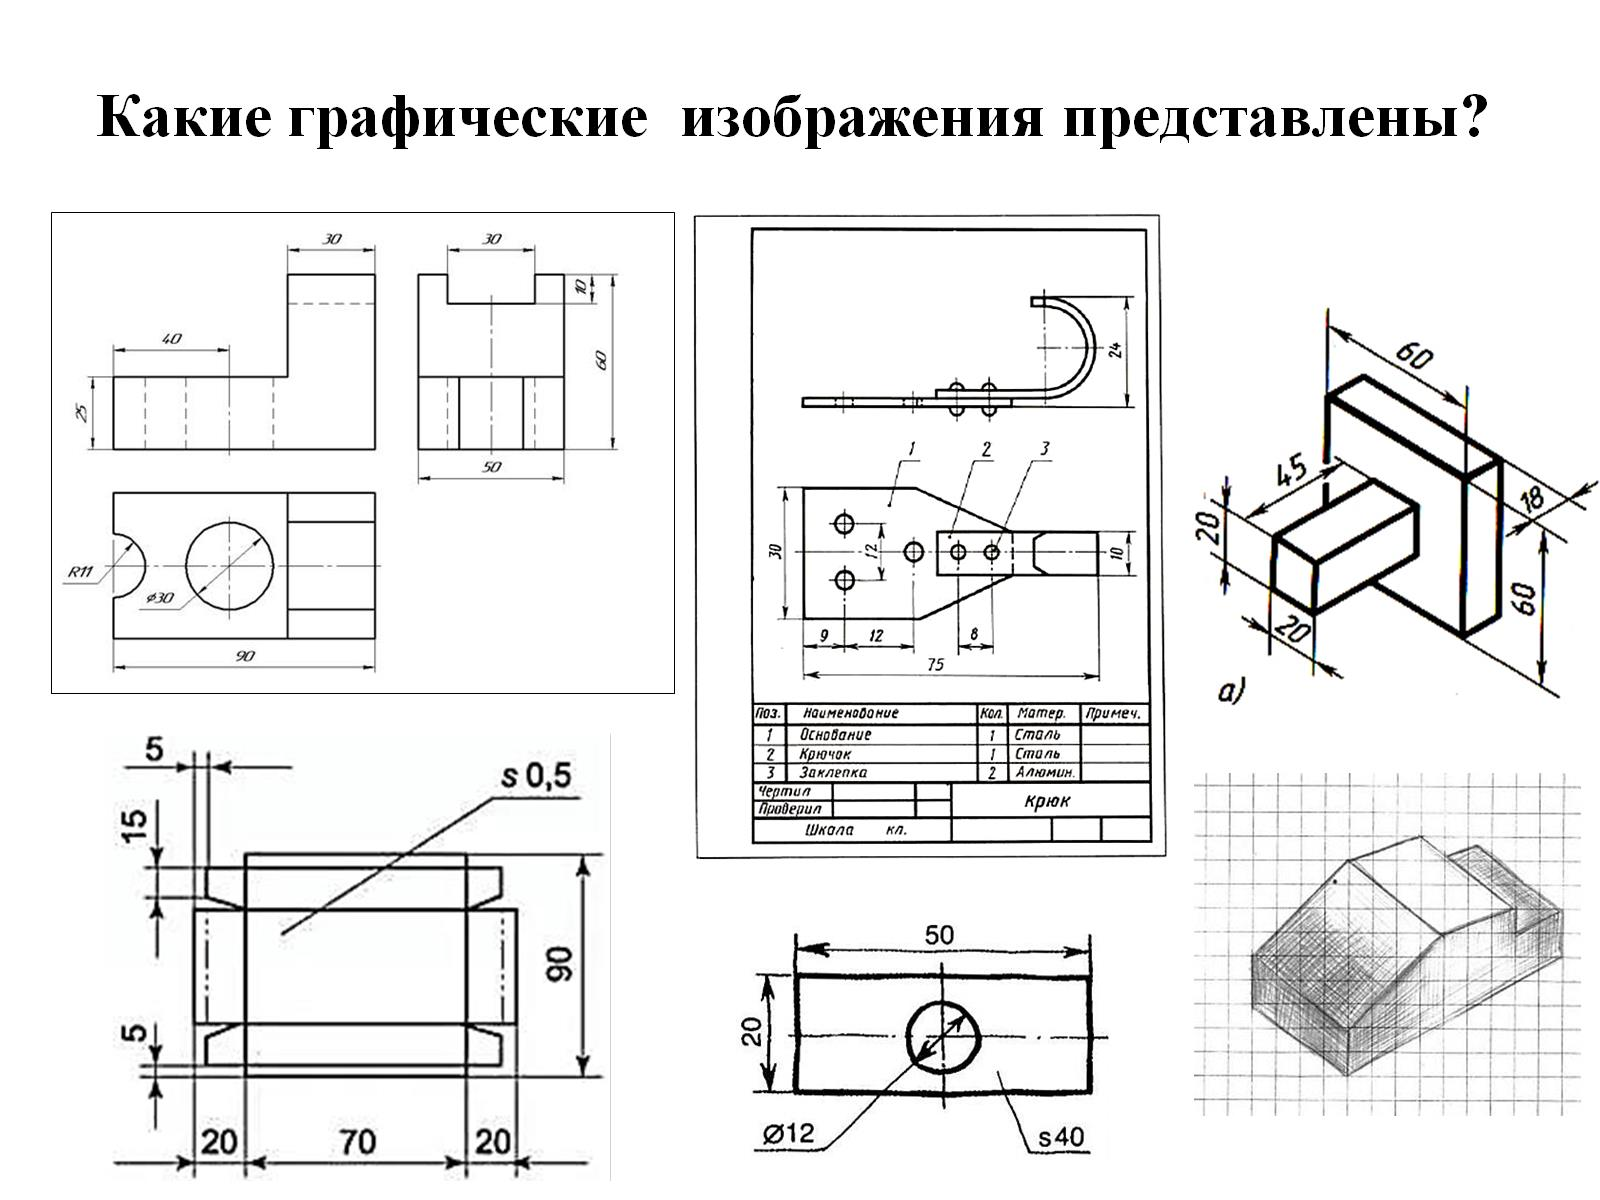 Какие графические изображения представлены?
30
30
10
40
60
25
50
R11
⌀30
90
24
1 2 3
30
12
10
9 12 8
75
Поз. Наименование Кол. Матер. Примеч.
1 Основание 1 Сталь
2 Крючок 1 Сталь
3 Заклепка 2 Алюмин.
Чертил
Проверил
Крюк
Школа кл.
60
45
18
20
60
20
а)
5
s 0,5
15
90
5
20 70 20
50
20
⌀12
s40